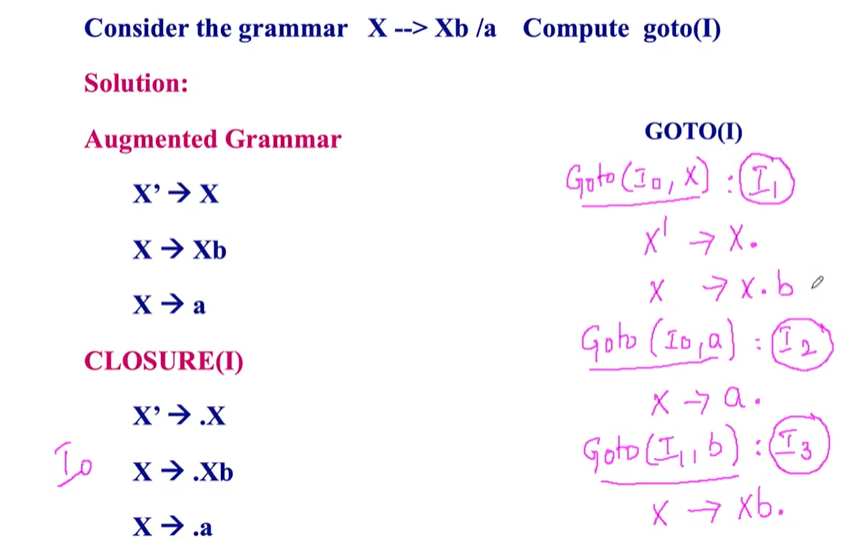 Consider the grammar X --> Xb /a Compute goto(I)
Solution:
Augmented Grammar
X’ → X
X → Xb
X → a
CLOSURE(I)
X’ → .X
I0 X → .Xb
X → .a
GOTO(I)
Goto (I0, X) : I1
X' → X.
X → X.b
Goto (I0, a) : I2
X → a.
Goto (I1, b) : I3
X → Xb.